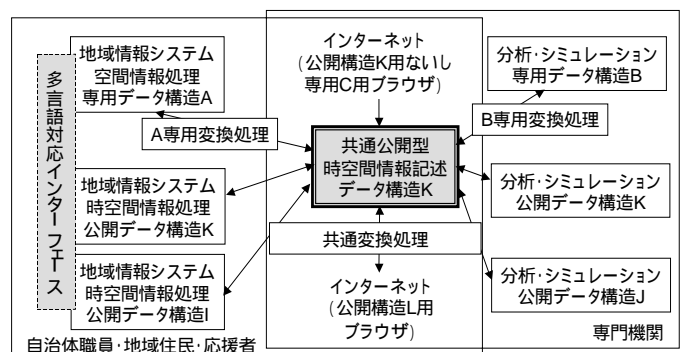 多言語対応インターフェース
地域情報システム
空間情報処理
専用データ構造A
A専用変換処理
地域情報システム
時空間情報処理
公開データ構造K
地域情報システム
時空間情報処理
公開データ構造I
自治体職員・地域住民・応援者
インターネット
(公開構造K用ないし
専用C用ブラウザ)
共通公開型
時空間情報記述
データ構造K
共通変換処理
インターネット
(公開構造L用
ブラウザ)
分析・シミュレーション
専用データ構造B
B専用変換処理
分析・シミュレーション
公開データ構造K
分析・シミュレーション
公開データ構造J
専門機関